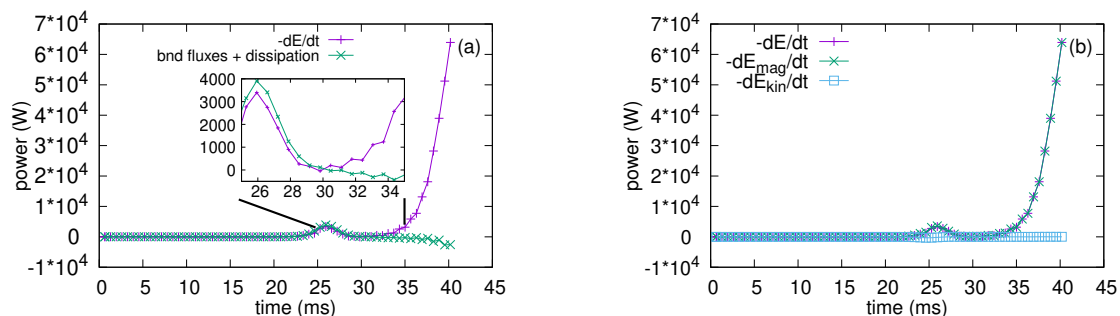 7*10^4
6*10^4
5*10^4
4*10^4
3*10^4
2*10^4
1*10^4
0
-1*10^4
power (W)
-dE/dt
bnd fluxes + dissipation
(a)
4000
3000
2000
1000
0
26 28 30 32 34
0 5 10 15 20 25 30 35 40 45
time (ms)
7*10^4
6*10^4
5*10^4
4*10^4
3*10^4
2*10^4
1*10^4
0
-1*10^4
power (W)
-dE/dt
-dE_mag/dt
-dE_kin/dt
(b)
0 5 10 15 20 25 30 35 40 45
time (ms)